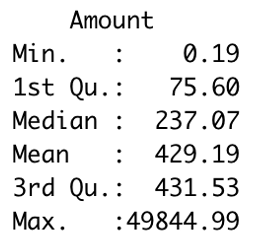 Amount
Min.   :    0.19
1st Qu.:   75.60
Median :  237.07
Mean   :  429.19
3rd Qu.:  431.53
Max.   :49844.99